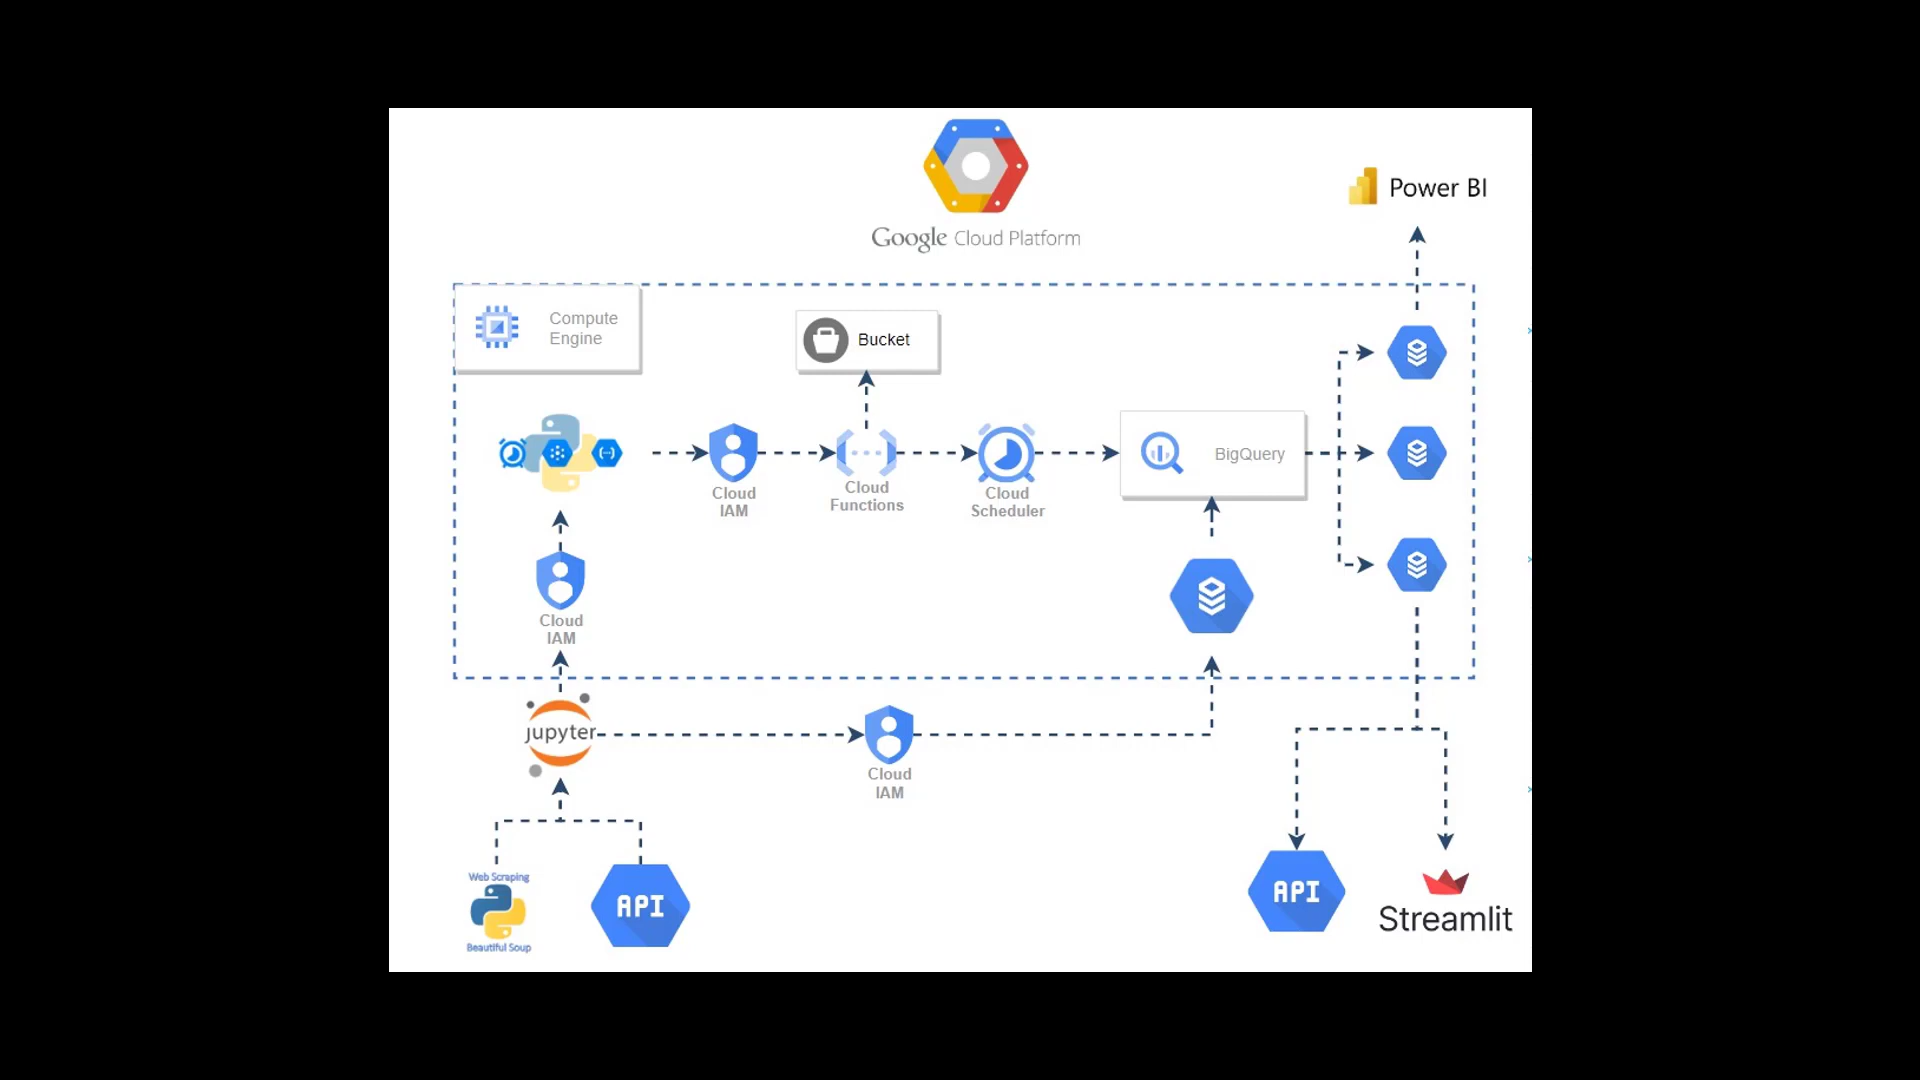 Google Cloud Platform
Power BI
Compute
Engine
Bucket
BigQuery
Cloud
IAM
Cloud
Functions
Cloud
Scheduler
Cloud
IAM
jupyter
Cloud
IAM
Web Scraping
Beautiful Soup
API
API
Streamlit